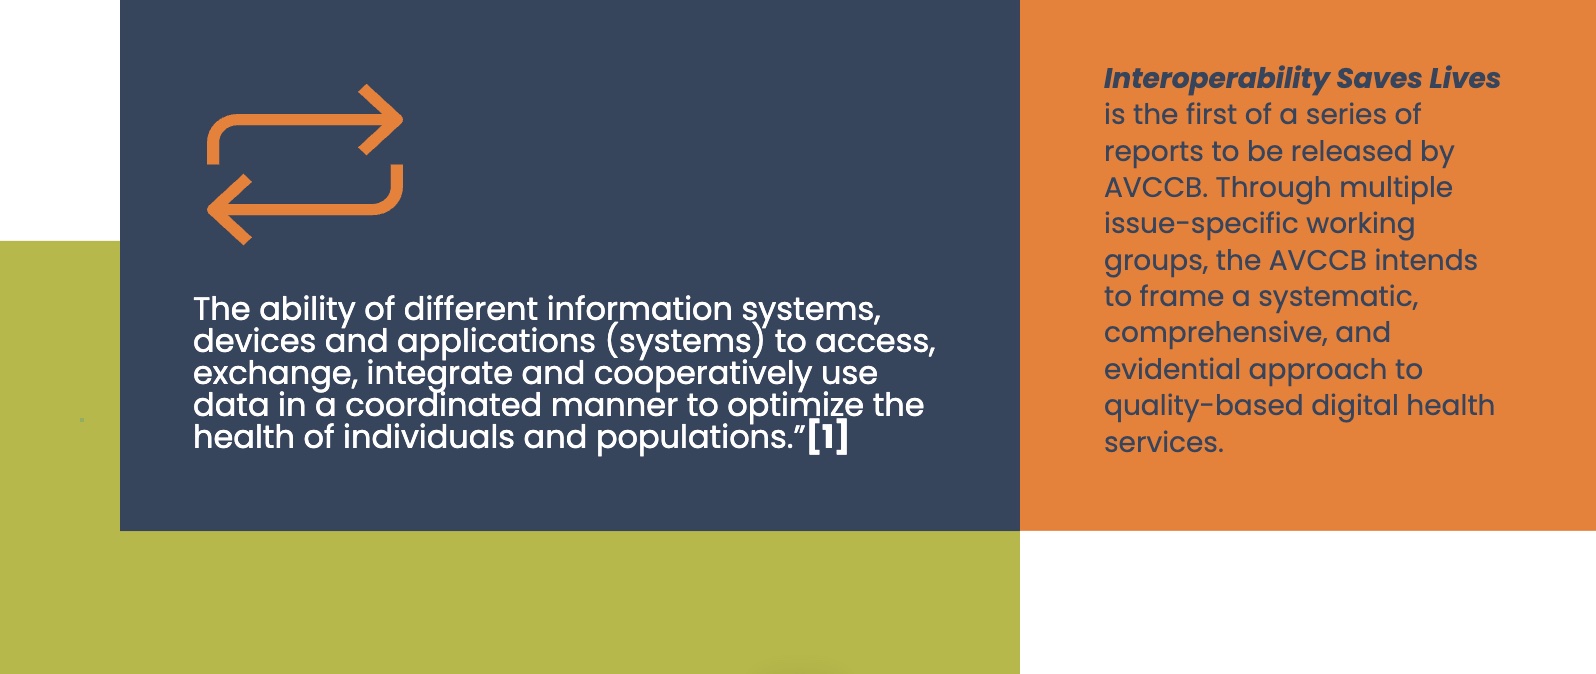 The ability of different information systems,
devices and applications (systems) to access,
exchange, integrate and cooperatively use
data in a coordinated manner to optimize the
health of individuals and populations.”[1]
Interoperability Saves Lives
is the first of a series of
reports to be released by
AVCCB. Through multiple
issue-specific working
groups, the AVCCB intends
to frame a systematic,
comprehensive, and
evidential approach to
quality-based digital health
services.